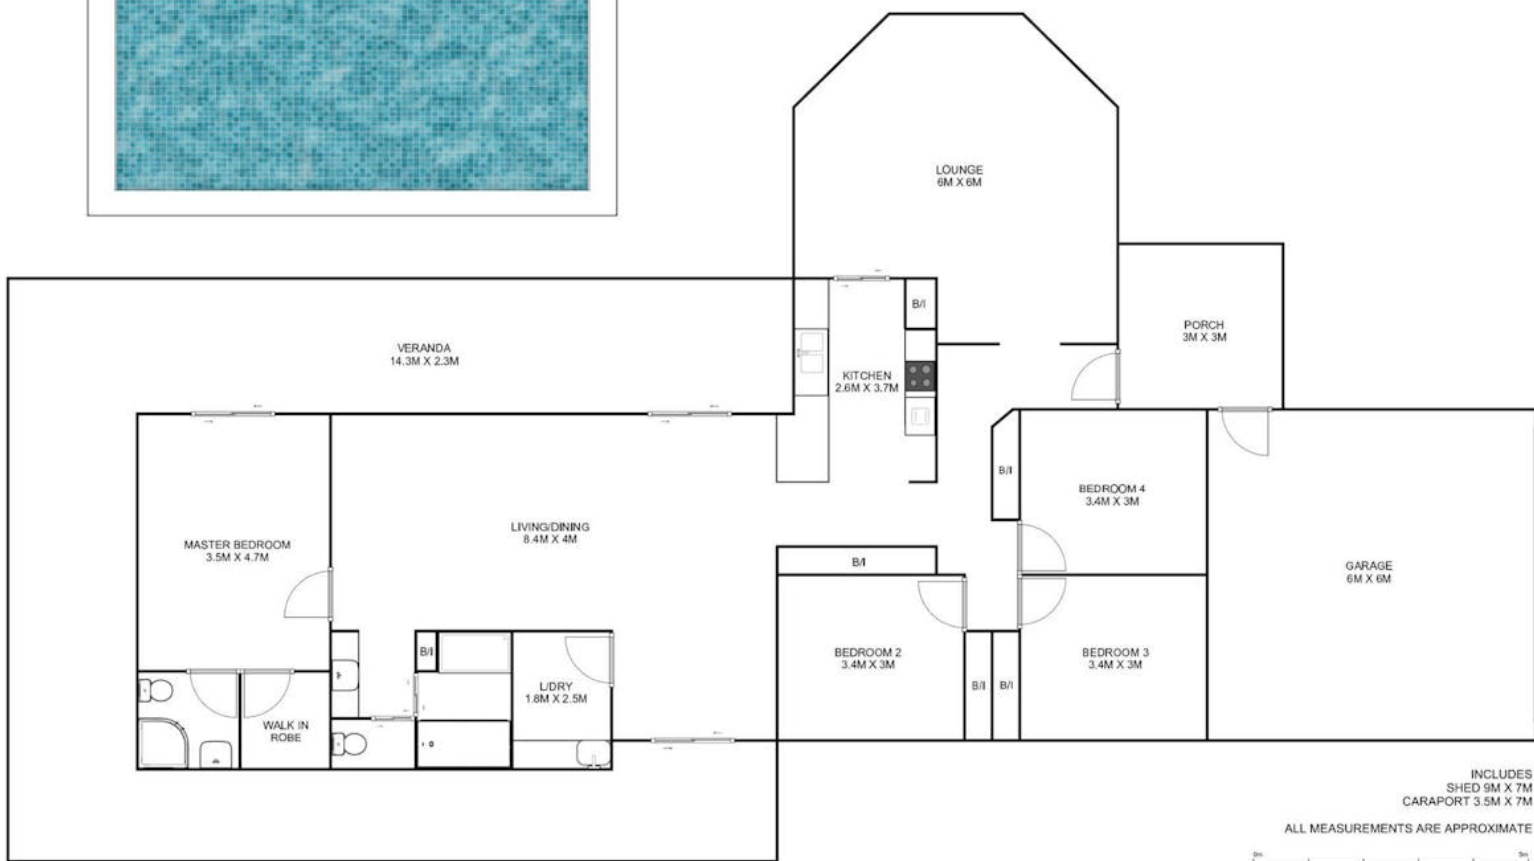 LOUNGE
6M X 6M
PORCH
3M X 3M
B/I
VERANDA
14.3M X 2.3M
KITCHEN
2.6M X 3.7M
B/I
BEDROOM 4
3.4M X 3M
LIVING/DINING
8.4M X 4M
MASTER BEDROOM
3.5M X 4.7M
B/I
GARAGE
6M X 6M
B/I
BEDROOM 2
3.4M X 3M
BEDROOM 3
3.4M X 3M
B/I
B/I
L/DRY
1.8M X 2.5M
WALK IN
ROBE
INCLUDES
SHED 9M X 7M
CARAPORT 3.5M X 7M
ALL MEASUREMENTS ARE APPROXIMATE
0m
5m